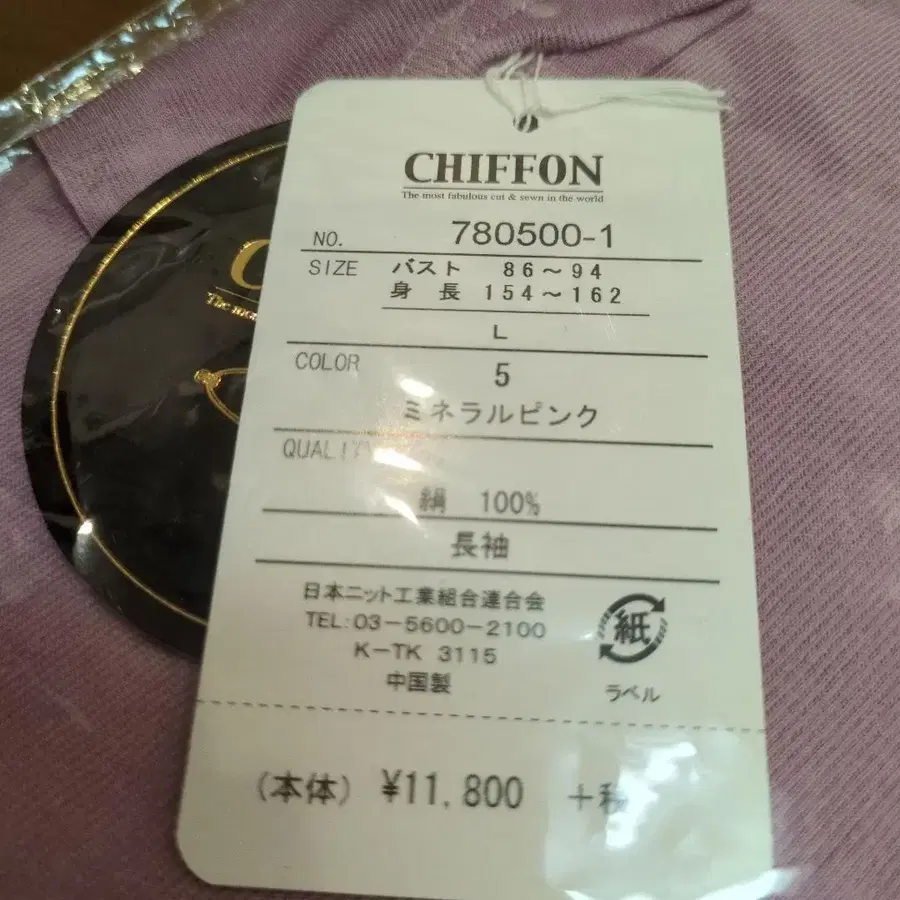 CHIFFON
The most fabulous cut & sewn in the world
NO. 780500-1
SIZE バスト 86～94
身長 154～162
L
COLOR 5
ミネラルピンク
QUALITY
絹 100%
長袖
日本ニット工業組合連合会
TEL:03-5600-2100
K-TK 3115
中国製
紙
ラベル
(本体) ¥11,800 +税
The